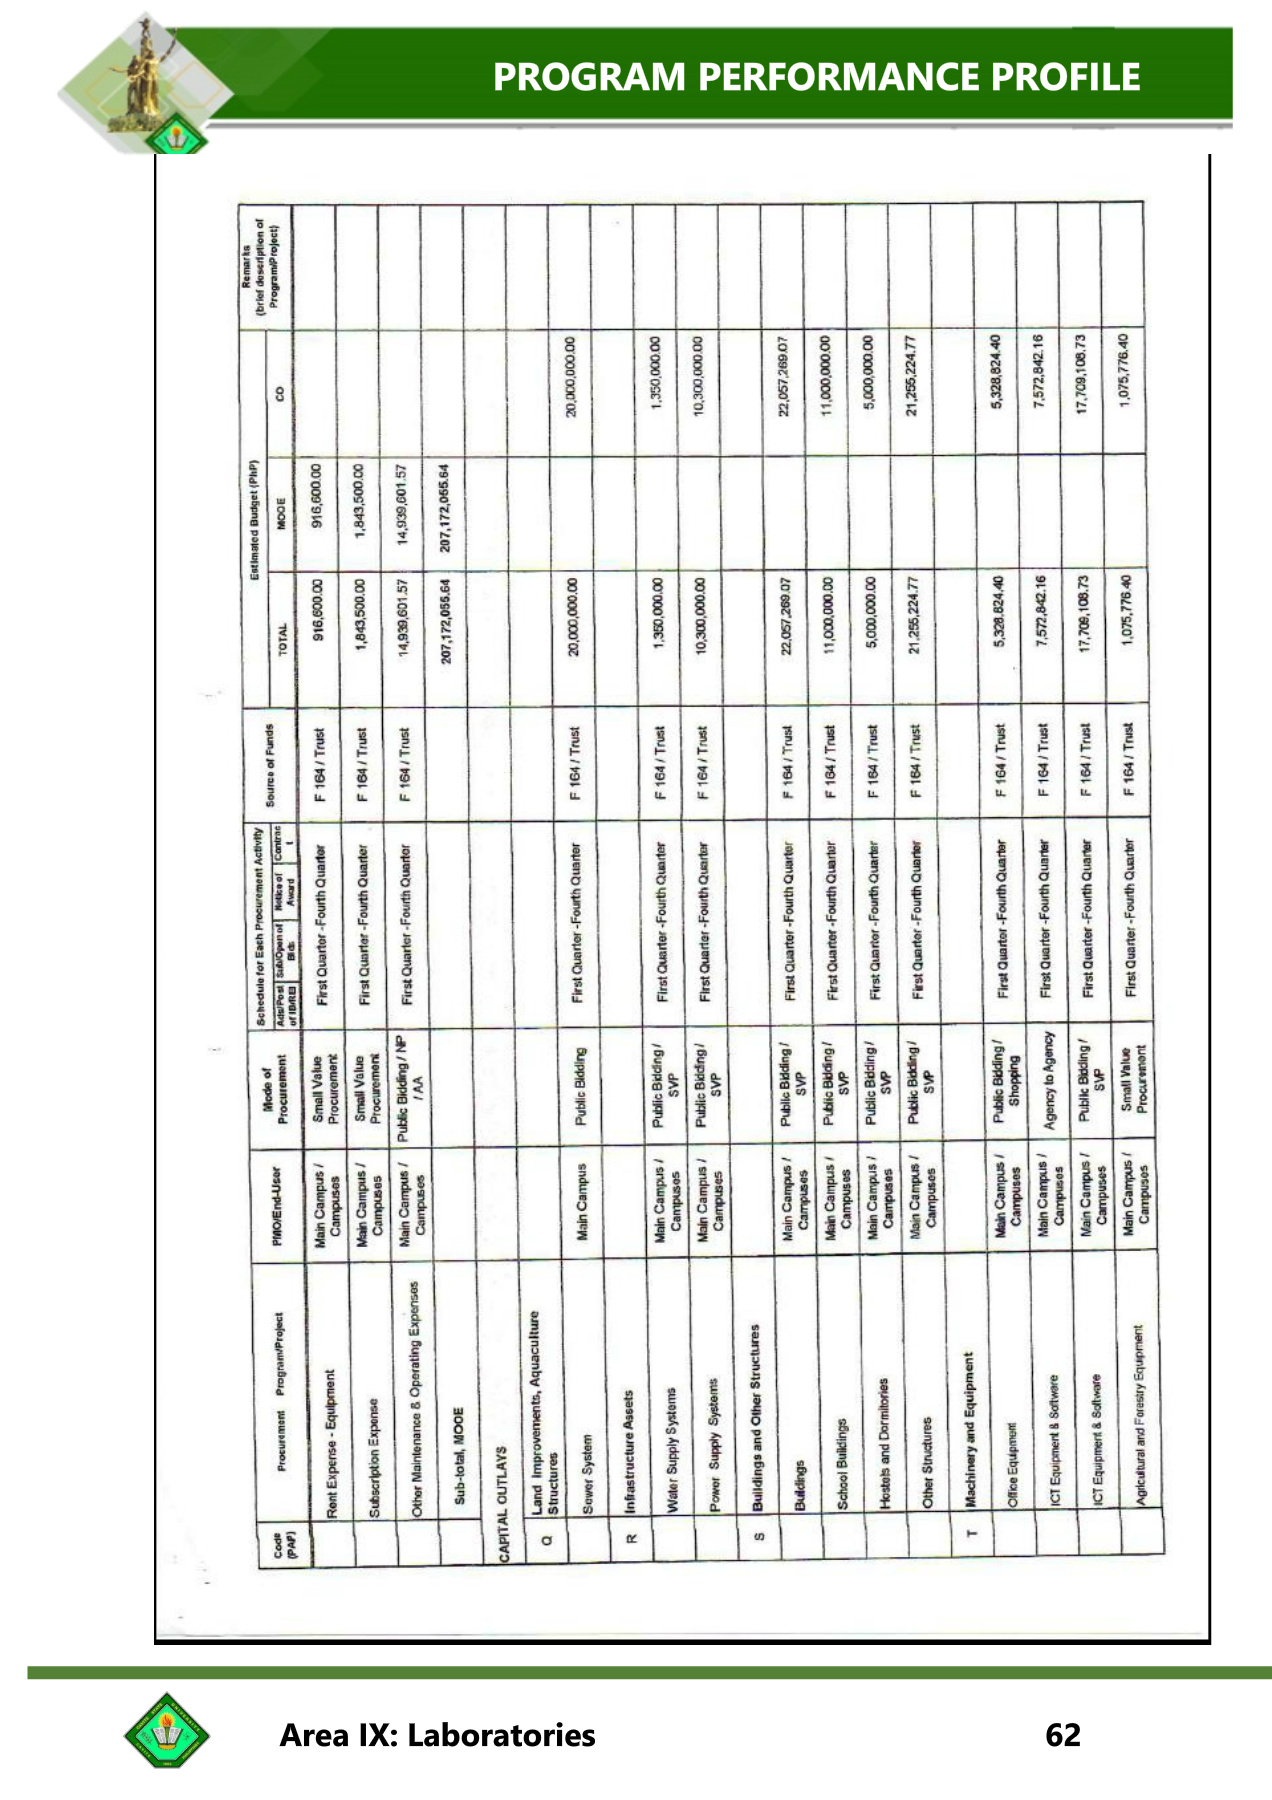 PROGRAM PERFORMANCE PROFILE
Code (PAP) | Procurement Program/Project | PMO/End-User | Mode of Procurement | Schedule for Each Procurement Activity | Source of Funds | Estimated Budget (PhP) | Remarks (brief description of Program/Project)
Ads/Post of IB/REI | Sub/Open of Bids | Notice of Award | Contract | TOTAL | MOOE | CO
Rent Expense - Equipment | Main Campus / Campuses | Small Value Procurement | First Quarter -Fourth Quarter | F 164 / Trust | 916,600.00 | 916,600.00
Subscription Expense | Main Campus / Campuses | Small Value Procurement | First Quarter -Fourth Quarter | F 164 / Trust | 1,843,500.00 | 1,843,500.00
Other Maintenance & Operating Expenses | Main Campus / Campuses | Public Bidding / NP / AA | First Quarter -Fourth Quarter | F 164 / Trust | 14,939,601.57 | 14,939,601.57
Sub-total, MOOE | 207,172,055.64 | 207,172,055.64
CAPITAL OUTLAYS
Q | Land Improvements, Aquaculture Structures
Sewer System | Main Campus | Public Bidding | First Quarter -Fourth Quarter | F 164 / Trust | 20,000,000.00 | 20,000,000.00
R | Infrastructure Assets
Water Supply Systems | Main Campus / Campuses | Public Bidding / SVP | First Quarter -Fourth Quarter | F 164 / Trust | 1,350,000.00 | 1,350,000.00
Power Supply Systems | Main Campus / Campuses | Public Bidding / SVP | First Quarter -Fourth Quarter | F 164 / Trust | 10,300,000.00 | 10,300,000.00
S | Buildings and Other Structures
Buildings | Main Campus / Campuses | Public Bidding / SVP | First Quarter -Fourth Quarter | F 164 / Trust | 22,057,269.07 | 22,057,269.07
School Buildings | Main Campus / Campuses | Public Bidding / SVP | First Quarter -Fourth Quarter | F 164 / Trust | 11,000,000.00 | 11,000,000.00
Hostels and Dormitories | Main Campus / Campuses | Public Bidding / SVP | First Quarter -Fourth Quarter | F 164 / Trust | 5,000,000.00 | 5,000,000.00
Other Structures | Main Campus / Campuses | Public Bidding / SVP | First Quarter -Fourth Quarter | F 164 / Trust | 21,255,224.77 | 21,255,224.77
T | Machinery and Equipment
Office Equipment | Main Campus / Campuses | Public Bidding / Shopping | First Quarter -Fourth Quarter | F 164 / Trust | 5,328,824.40 | 5,328,824.40
ICT Equipment & Software | Main Campus / Campuses | Agency to Agency | First Quarter -Fourth Quarter | F 164 / Trust | 7,572,842.16 | 7,572,842.16
ICT Equipment & Software | Main Campus / Campuses | Public Bidding / SVP | First Quarter -Fourth Quarter | F 164 / Trust | 17,709,108.73 | 17,709,108.73
Agricultural and Forestry Equipment | Main Campus / Campuses | Small Value Procurement | First Quarter -Fourth Quarter | F 164 / Trust | 1,075,776.40 | 1,075,776.40
Area IX: Laboratories
62